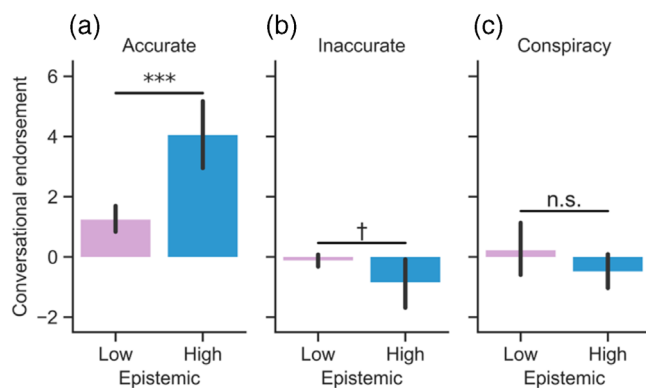 (a) Accurate
(b) Inaccurate
(c) Conspiracy
Conversational endorsement
6
4
2
0
−2
***
†
n.s.
Low High
Epistemic
Low High
Epistemic
Low High
Epistemic